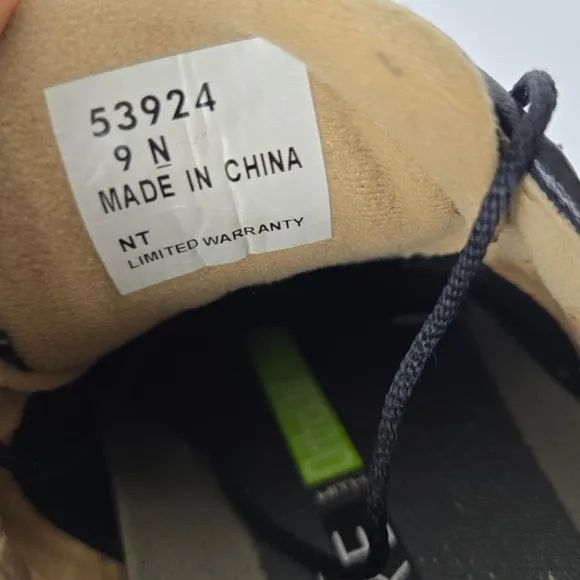 53924
9 N
MADE IN CHINA
NT
LIMITED WARRANTY